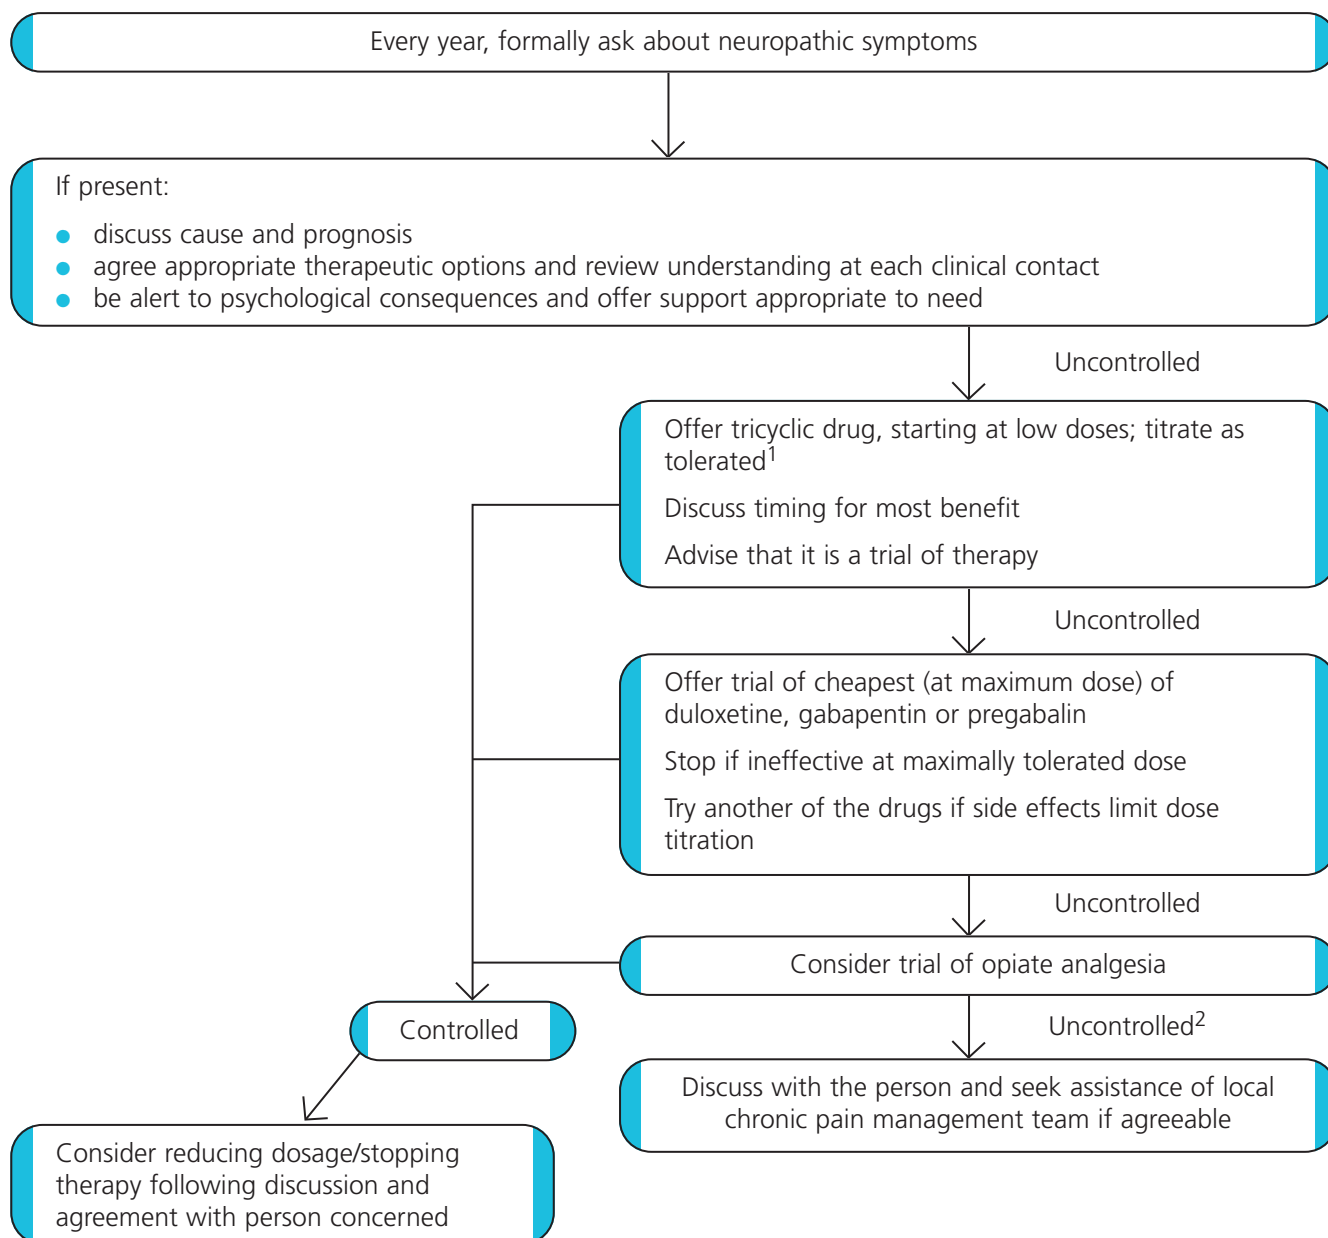 Every year, formally ask about neuropathic symptoms
If present:
● discuss cause and prognosis
● agree appropriate therapeutic options and review understanding at each clinical contact
● be alert to psychological consequences and offer support appropriate to need
Uncontrolled
Offer tricyclic drug, starting at low doses; titrate as
tolerated1
Discuss timing for most benefit
Advise that it is a trial of therapy
Uncontrolled
Offer trial of cheapest (at maximum dose) of
duloxetine, gabapentin or pregabalin
Stop if ineffective at maximally tolerated dose
Try another of the drugs if side effects limit dose
titration
Uncontrolled
Consider trial of opiate analgesia
Controlled
Uncontrolled2
Discuss with the person and seek assistance of local
chronic pain management team if agreeable
Consider reducing dosage/stopping
therapy following discussion and
agreement with person concerned